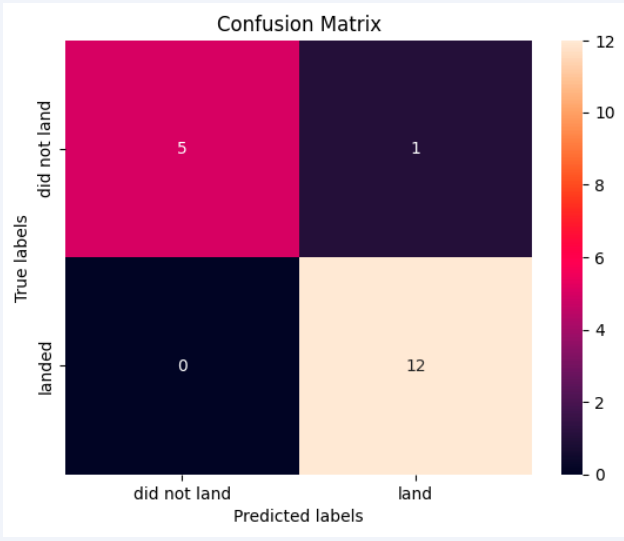 Confusion Matrix
True labels
did not land
landed
5
1
0
12
did not land
land
Predicted labels
12
10
8
6
4
2
0